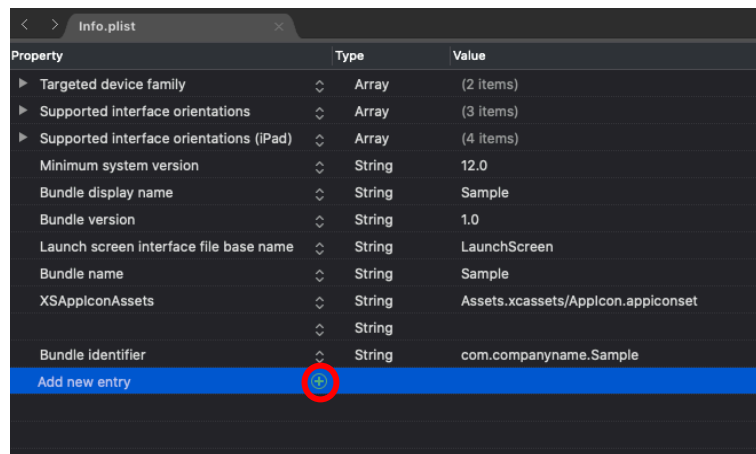 Info.plist
Property Type Value
Targeted device family Array (2 items)
Supported interface orientations Array (3 items)
Supported interface orientations (iPad) Array (4 items)
Minimum system version String 12.0
Bundle display name String Sample
Bundle version String 1.0
Launch screen interface file base name String LaunchScreen
Bundle name String Sample
XSAppIconAssets String Assets.xcassets/AppIcon.appiconset
String
Bundle identifier String com.companyname.Sample
Add new entry